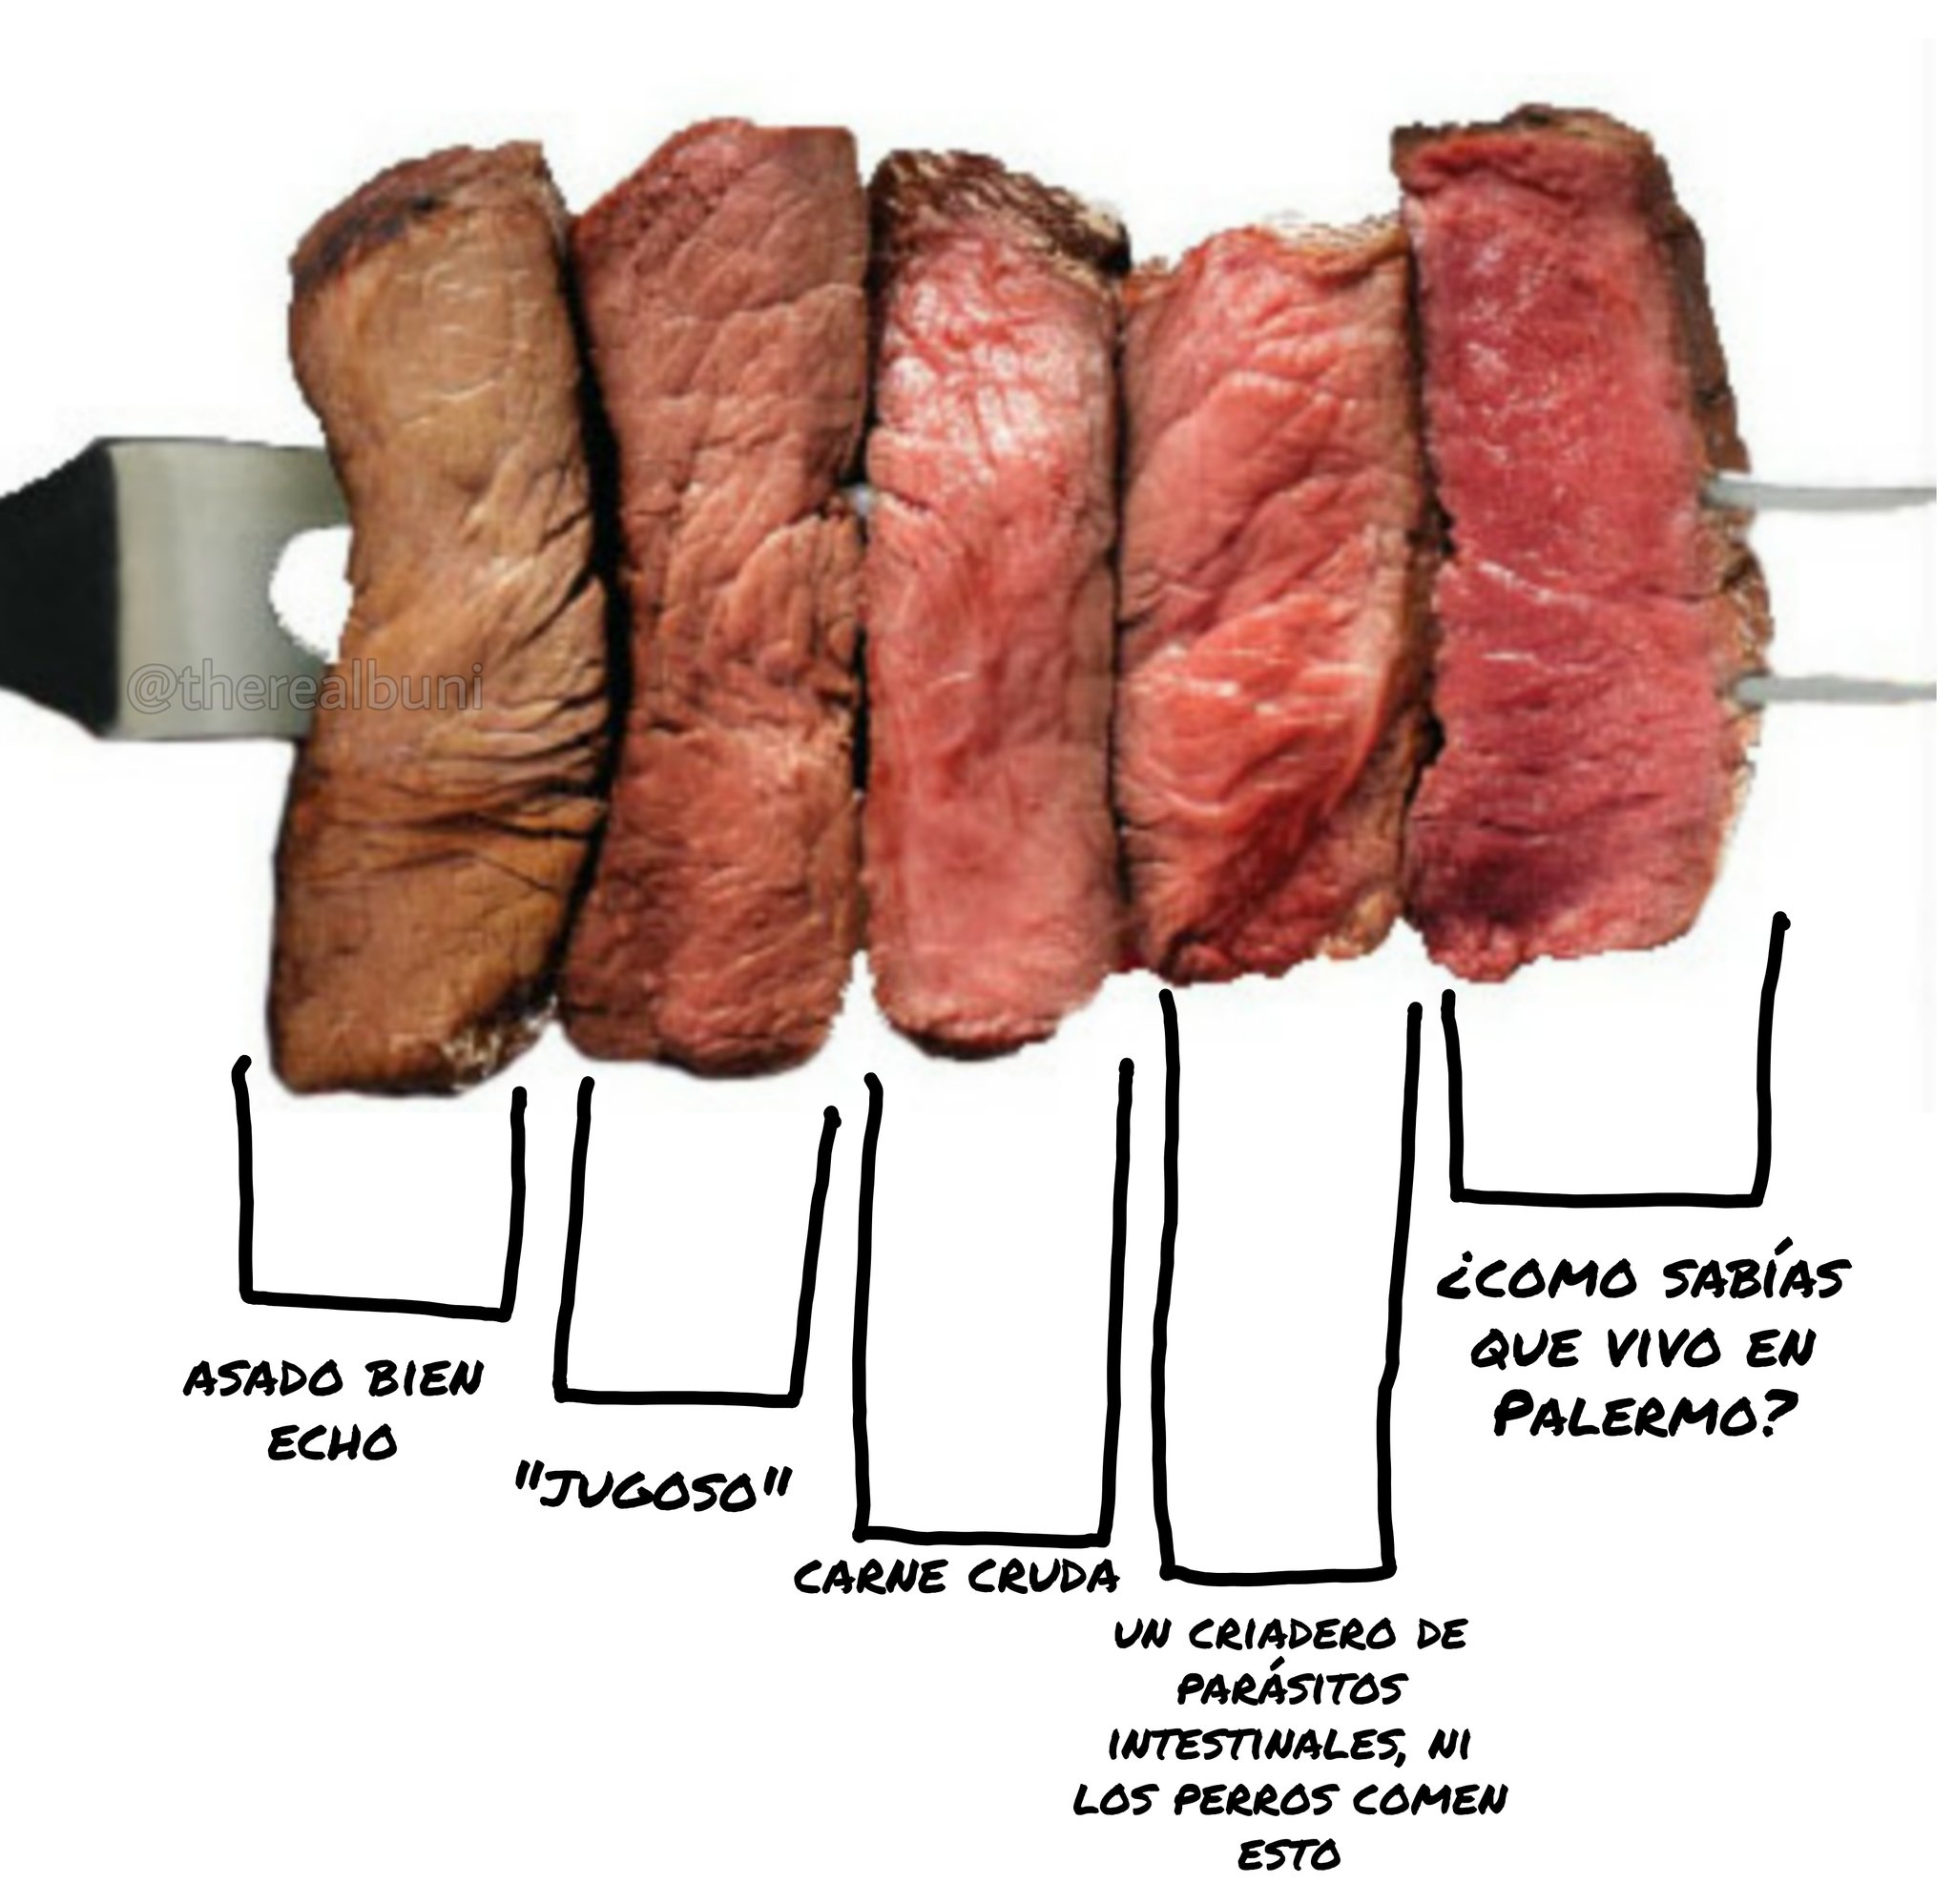 @therealbuni
ASADO BIEN
ECHO
"JUGOSO"
CARNE CRUDA
UN CRIADERO DE
PARÁSITOS
INTESTINALES, NI
LOS PERROS COMEN
ESTO
¿COMO SABÍAS
QUE VIVO EN
PALERMO?